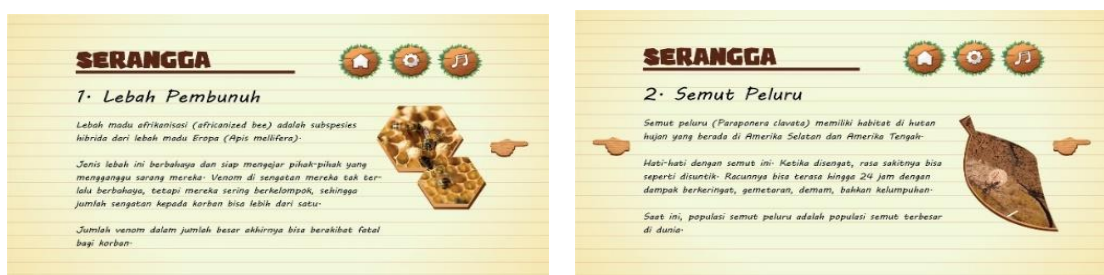 SERANGGA
1. Lebah Pembunuh
Lebah madu afrikanisasi (africanized bee) adalah subspesies
hibrida dari lebah madu Eropa (Apis mellifera).
Jenis lebah ini berbahaya dan siap mengejar pihak-pihak yang
mengganggu sarang mereka. Venom di sengatan mereka tak ter-
lalu berbahaya, tetapi mereka sering berkelompok, sehingga
jumlah sengatan kepada korban bisa lebih dari satu.
Jumlah venom dalam jumlah besar akhirnya bisa berakibat fatal
bagi korban.
SERANGGA
2. Semut Peluru
Semut peluru (Paraponera clavata) memiliki habitat di hutan
hujan yang berada di Amerika Selatan dan Amerika Tengah.
Hati-hati dengan semut ini. Ketika disengat, rasa sakitnya bisa
seperti disuntik. Racunnya bisa terasa hingga 24 jam dengan
dampak berkeringat, gemetaran, demam, bahkan kelumpuhan.
Saat ini, populasi semut peluru adalah populasi semut terbesar
di dunia.